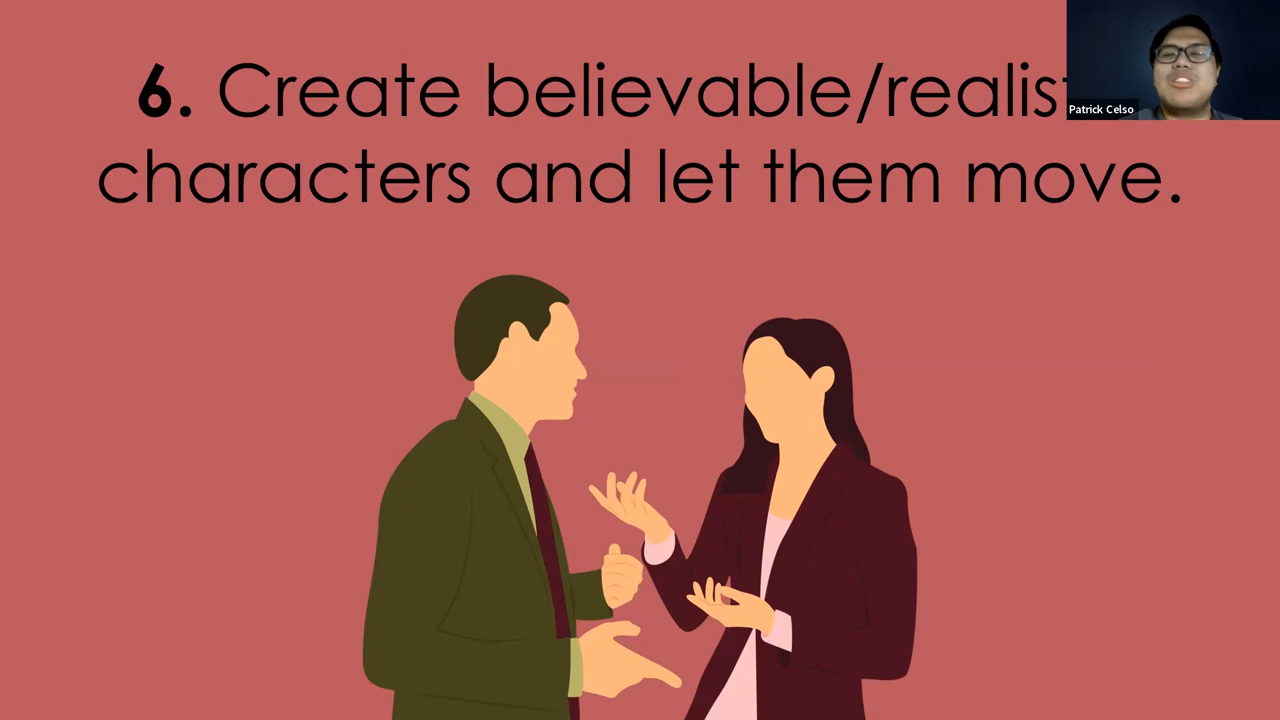 6. Create believable/realist
characters and let them move.
Patrick Celso